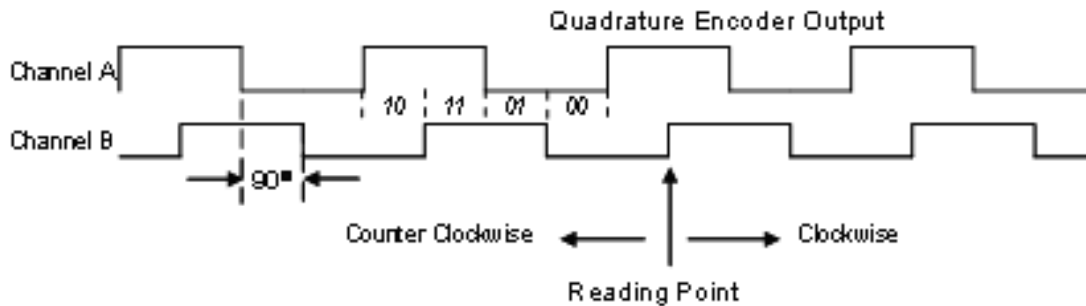 Quadrature Encoder Output
Channel A
10 11 01 00
Channel B
90°
Counter Clockwise
Clockwise
Reading Point